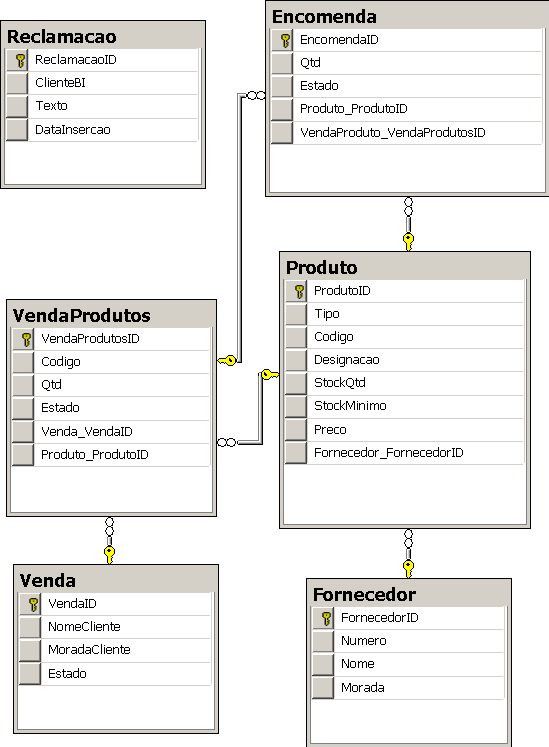 Reclamacao
ReclamacaoID
ClienteBI
Texto
DataInsercao
Encomenda
EncomendaID
Qtd
Estado
Produto_ProdutoID
VendaProduto_VendaProdutosID
Produto
ProdutoID
Tipo
Codigo
Designacao
StockQtd
StockMinimo
Preco
Fornecedor_FornecedorID
VendaProdutos
VendaProdutosID
Codigo
Qtd
Estado
Venda_VendaID
Produto_ProdutoID
Venda
VendaID
NomeCliente
MoradaCliente
Estado
Fornecedor
FornecedorID
Numero
Nome
Morada